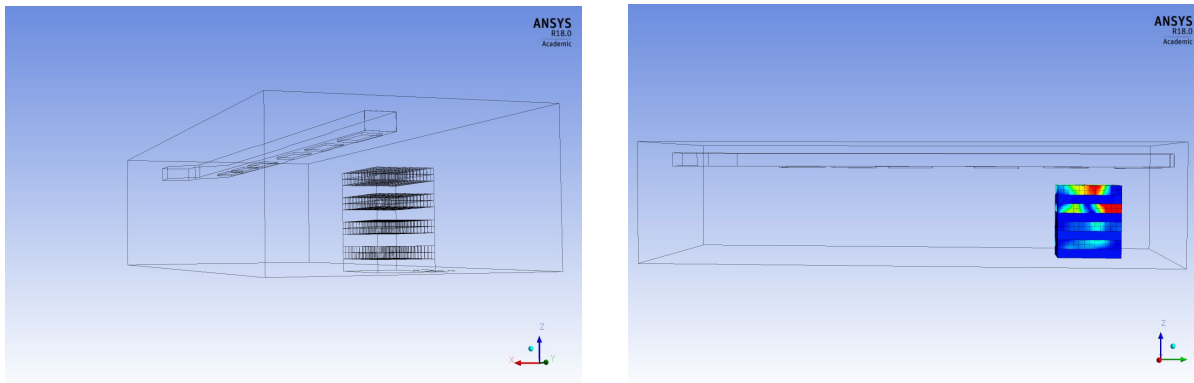 ANSYS
R18.0
Academic
Z
X
Y
ANSYS
R18.0
Academic
Z